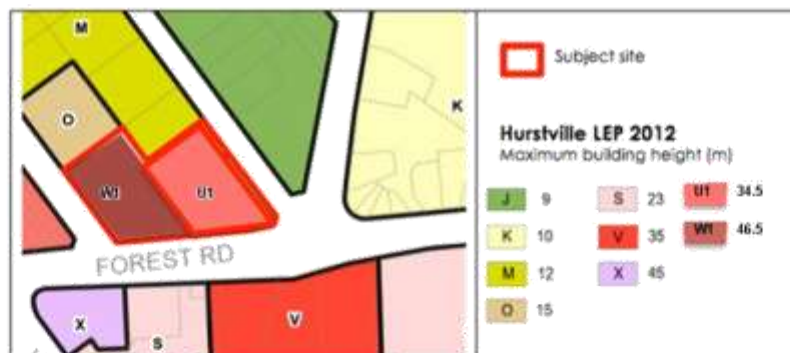 M
K
O
W1
U1
FOREST RD
X
S
V
Subject site
Hurstville LEP 2012
Maximum building height (m)
J 9
K 10
M 12
O 15
S 23
V 35
X 45
U1 34.5
W1 46.5